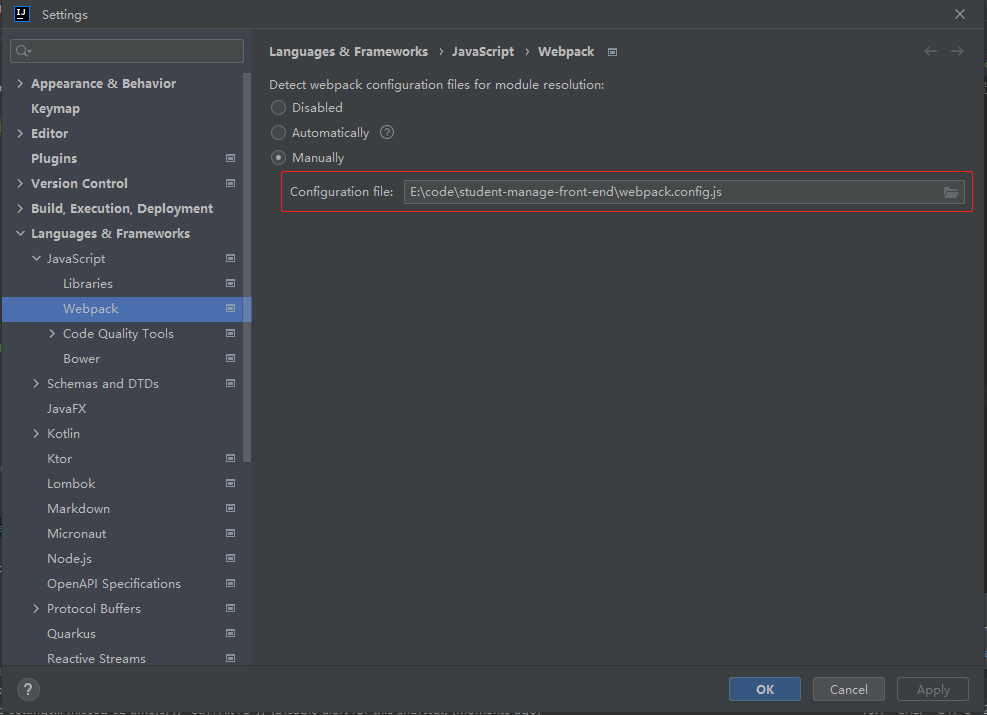 Settings
Languages & Frameworks › JavaScript › Webpack
Appearance & Behavior
Keymap
Editor
Plugins
Version Control
Build, Execution, Deployment
Languages & Frameworks
JavaScript
Libraries
Webpack
Code Quality Tools
Bower
Schemas and DTDs
JavaFX
Kotlin
Ktor
Lombok
Markdown
Micronaut
Node.js
OpenAPI Specifications
Protocol Buffers
Quarkus
Reactive Streams
Detect webpack configuration files for module resolution:
Disabled
Automatically ?
Manually
Configuration file: E:\code\student-manage-front-end\webpack.config.js
? OK Cancel Apply